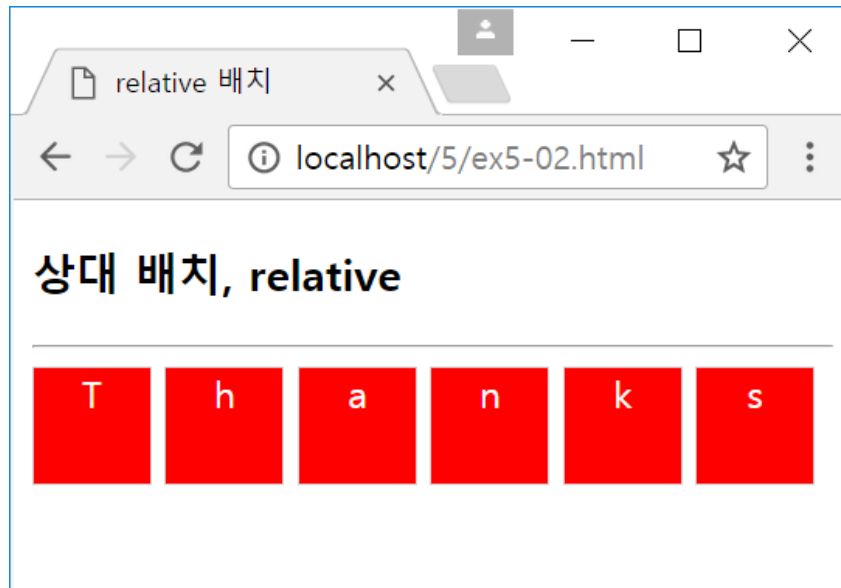 relative 배치
localhost/5/ex5-02.html
상대 배치, relative
T h a n k s